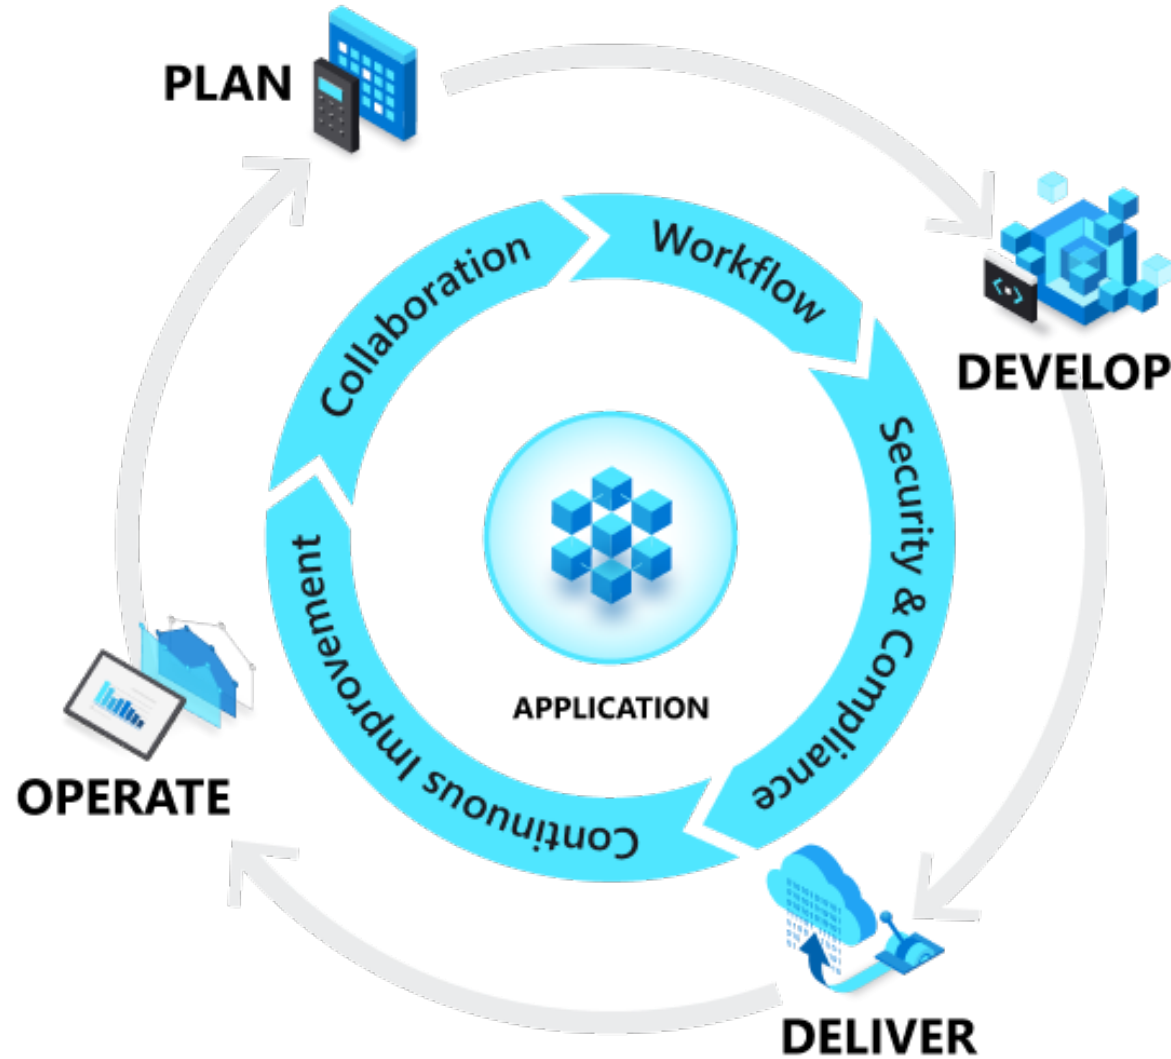 PLAN
DEVELOP
DELIVER
OPERATE
Collaboration
Workflow
Security & Compliance
Continuous Improvement
APPLICATION